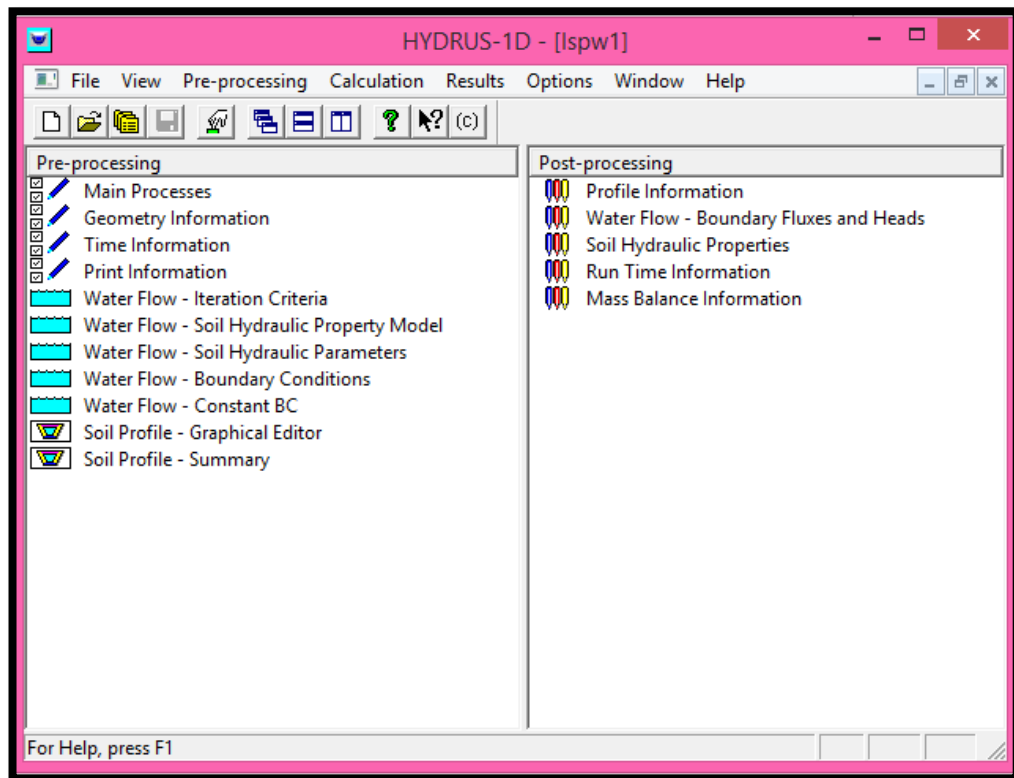 HYDRUS-1D - [lspw1]
File View Pre-processing Calculation Results Options Window Help
(c)
Pre-processing
Main Processes
Geometry Information
Time Information
Print Information
Water Flow - Iteration Criteria
Water Flow - Soil Hydraulic Property Model
Water Flow - Soil Hydraulic Parameters
Water Flow - Boundary Conditions
Water Flow - Constant BC
Soil Profile - Graphical Editor
Soil Profile - Summary
Post-processing
Profile Information
Water Flow - Boundary Fluxes and Heads
Soil Hydraulic Properties
Run Time Information
Mass Balance Information
For Help, press F1